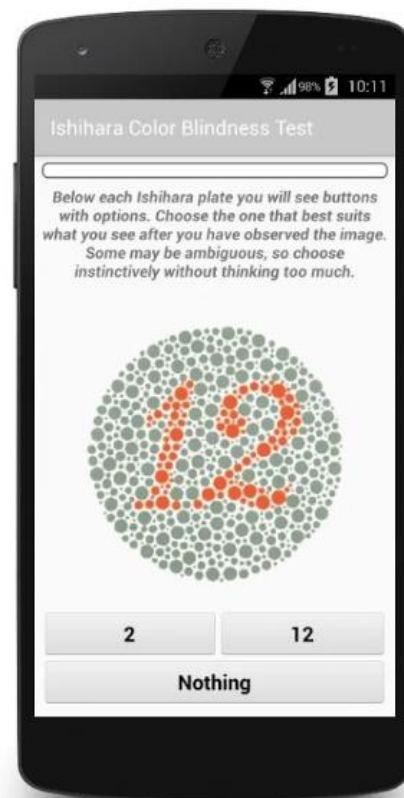 98% 10:11
Ishihara Color Blindness Test
Below each Ishihara plate you will see buttons
with options. Choose the one that best suits
what you see after you have observed the image.
Some may be ambiguous, so choose
instinctively without thinking too much.
12
2 12
Nothing